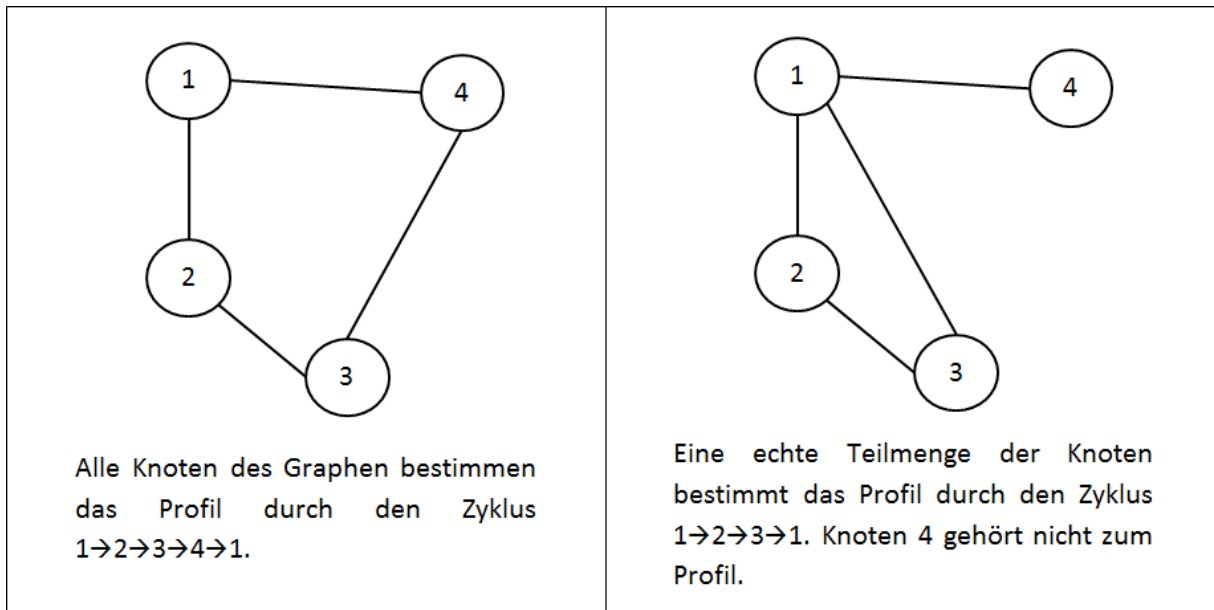 1
4
2
3
Alle Knoten des Graphen bestimmen
das Profil durch den Zyklus
1→2→3→4→1.
1
4
2
3
Eine echte Teilmenge der Knoten
bestimmt das Profil durch den Zyklus
1→2→3→1. Knoten 4 gehört nicht zum
Profil.